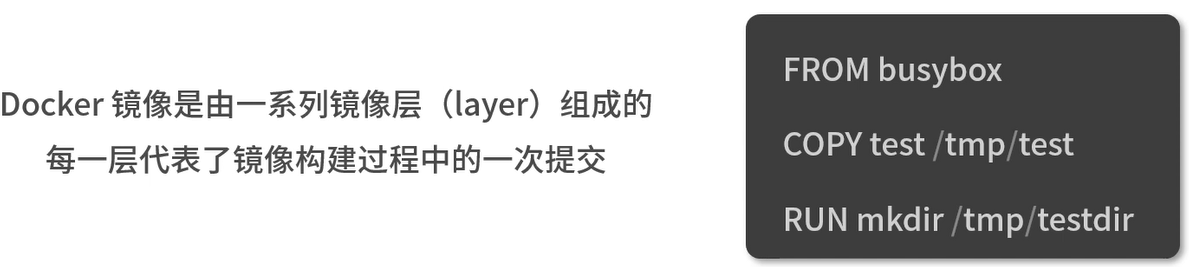 Docker 镜像是由一系列镜像层（layer）组成的
每一层代表了镜像构建过程中的一次提交
FROM busybox
COPY test /tmp/test
RUN mkdir /tmp/testdir